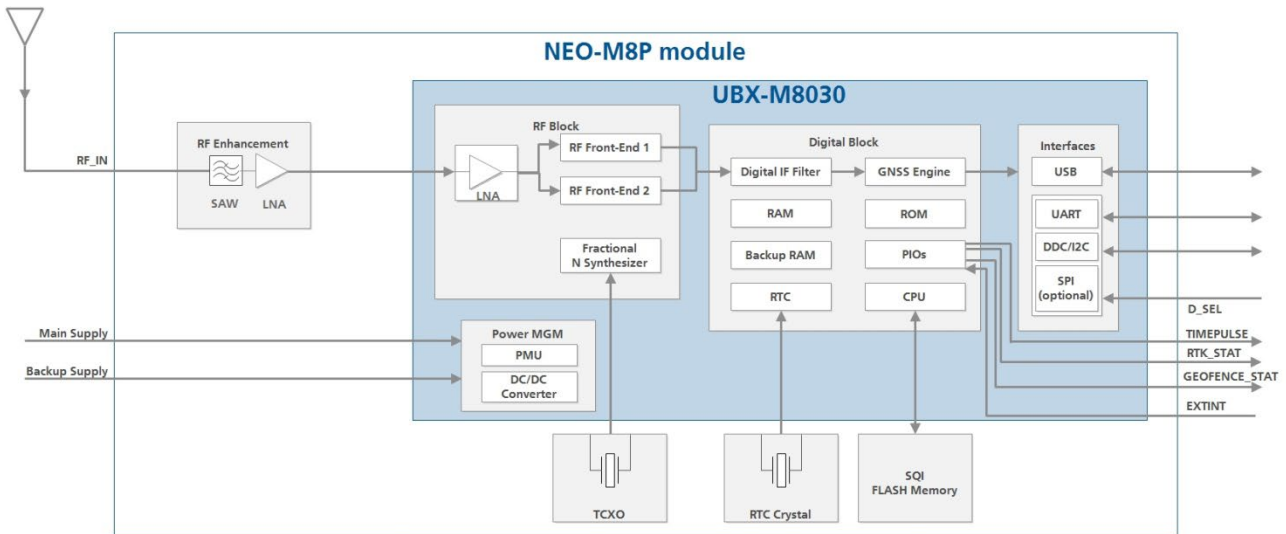 NEO-M8P module
UBX-M8030
RF Enhancement
SAW
LNA
RF_IN
RF Block
LNA
RF Front-End 1
RF Front-End 2
Fractional
N Synthesizer
Digital Block
Digital IF Filter
GNSS Engine
RAM
ROM
Backup RAM
PIOs
RTC
CPU
Interfaces
USB
UART
DDC/I2C
SPI
(optional)
D_SEL
TIMEPULSE
RTK_STAT
GEOFENCE_STAT
EXTINT
Main Supply
Backup Supply
Power MGM
PMU
DC/DC
Converter
TCXO
RTC Crystal
SQI
FLASH Memory